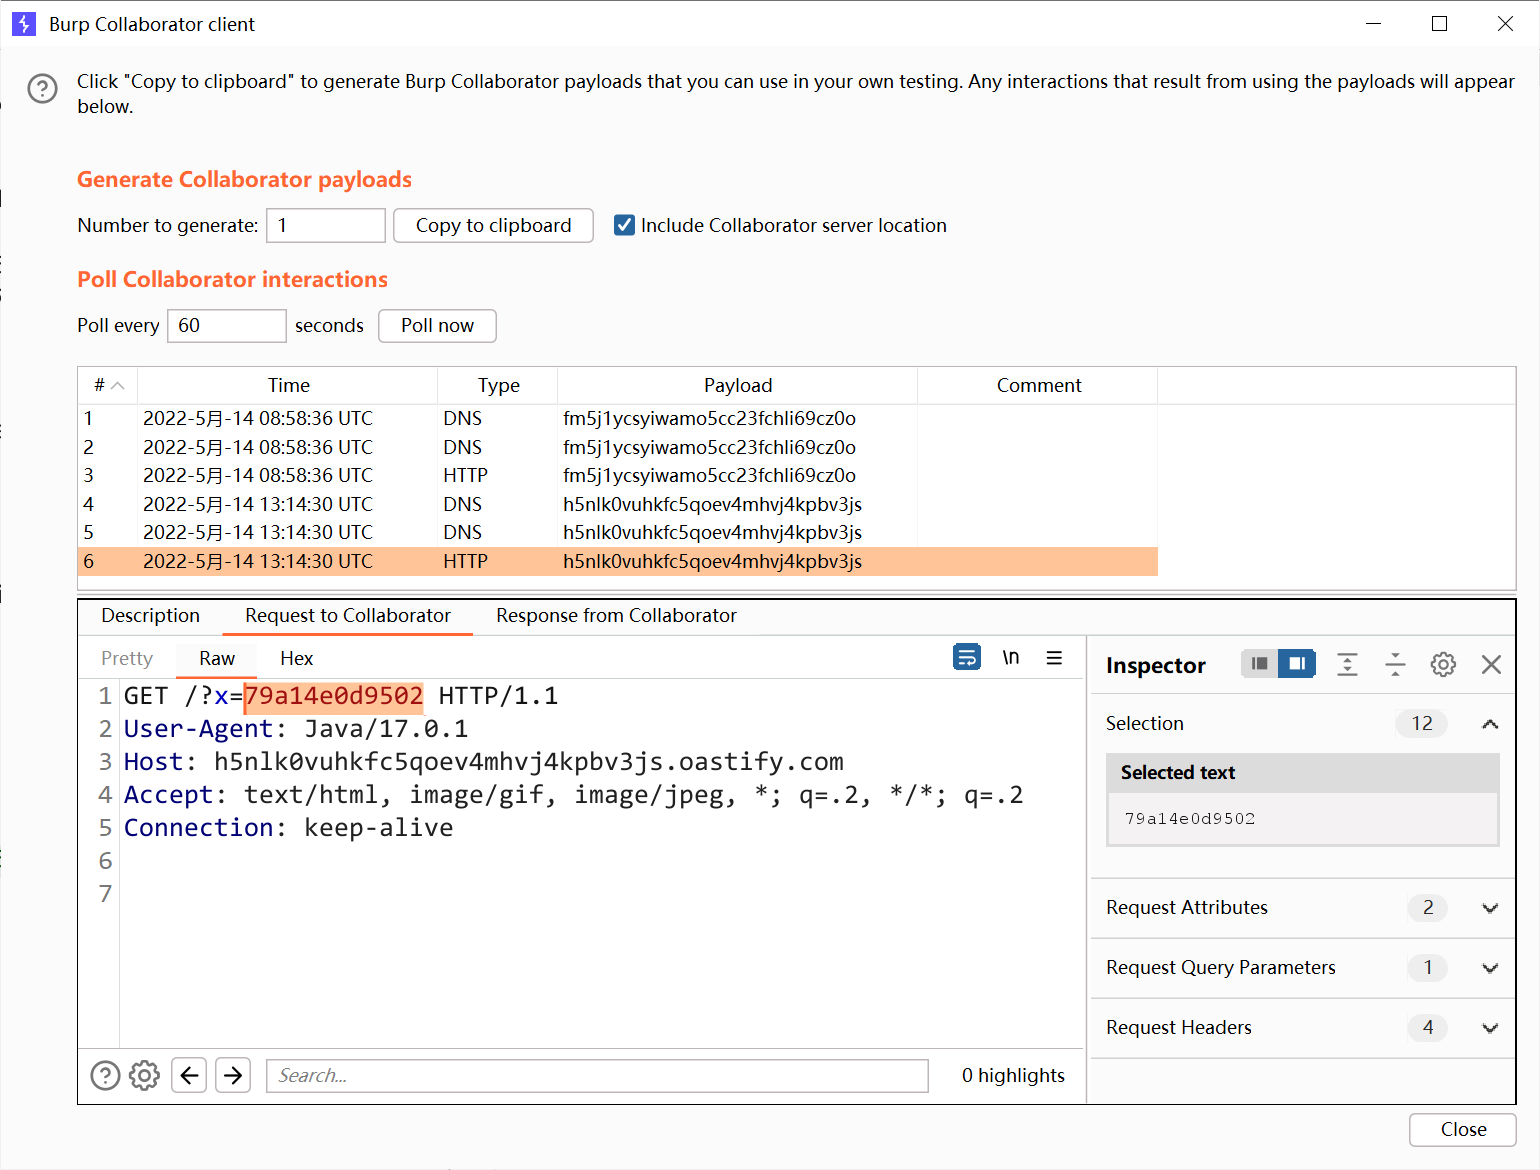 Burp Collaborator client
Click "Copy to clipboard" to generate Burp Collaborator payloads that you can use in your own testing. Any interactions that result from using the payloads will appear
below.
Generate Collaborator payloads
Number to generate: 1 Copy to clipboard Include Collaborator server location
Poll Collaborator interactions
Poll every 60 seconds Poll now
# Time Type Payload Comment
1 2022-5月-14 08:58:36 UTC DNS fm5j1ycsyiwamo5cc23fchli69cz0o
2 2022-5月-14 08:58:36 UTC DNS fm5j1ycsyiwamo5cc23fchli69cz0o
3 2022-5月-14 08:58:36 UTC HTTP fm5j1ycsyiwamo5cc23fchli69cz0o
4 2022-5月-14 13:14:30 UTC DNS h5nlk0vuhkfc5qoev4mhvj4kpbv3js
5 2022-5月-14 13:14:30 UTC DNS h5nlk0vuhkfc5qoev4mhvj4kpbv3js
6 2022-5月-14 13:14:30 UTC HTTP h5nlk0vuhkfc5qoev4mhvj4kpbv3js
Description Request to Collaborator Response from Collaborator
Pretty Raw Hex \n
1 GET /?x=79a14e0d9502 HTTP/1.1
2 User-Agent: Java/17.0.1
3 Host: h5nlk0vuhkfc5qoev4mhvj4kpbv3js.oastify.com
4 Accept: text/html, image/gif, image/jpeg, *; q=.2, */*; q=.2
5 Connection: keep-alive
6
7
Search... 0 highlights
Inspector
Selection 12
Selected text
79a14e0d9502
Request Attributes 2
Request Query Parameters 1
Request Headers 4
Close